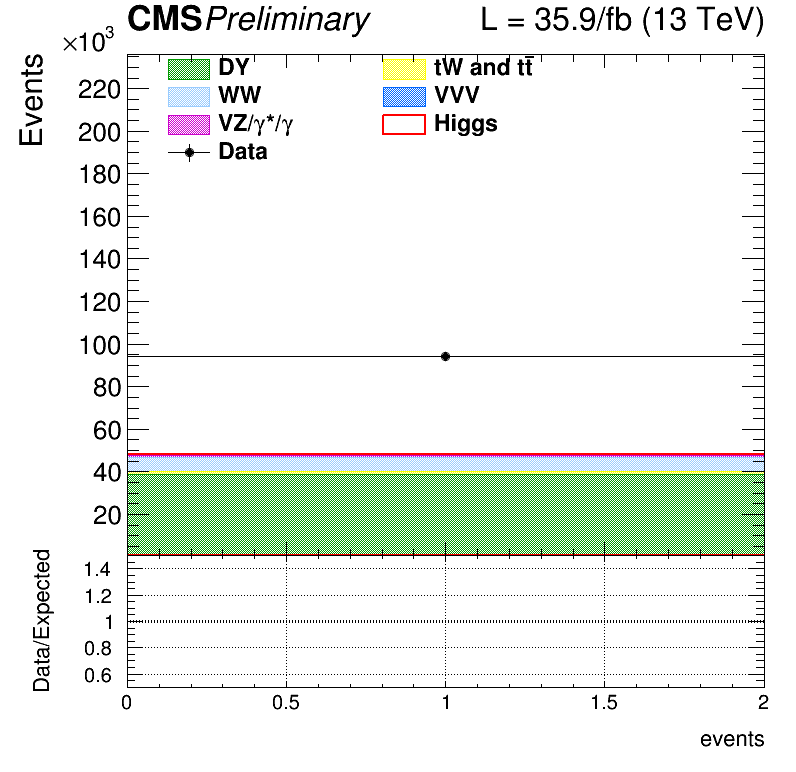 CMS Preliminary L = 35.9/fb (13 TeV)
×10³
Events
DY tW and tt̄
WW VVV
VZ/γ*/γ Higgs
Data
220
200
180
160
140
120
100
80
60
40
20
Data/Expected
1.4
1.2
1
0.8
0.6
0 0.5 1 1.5 2
events